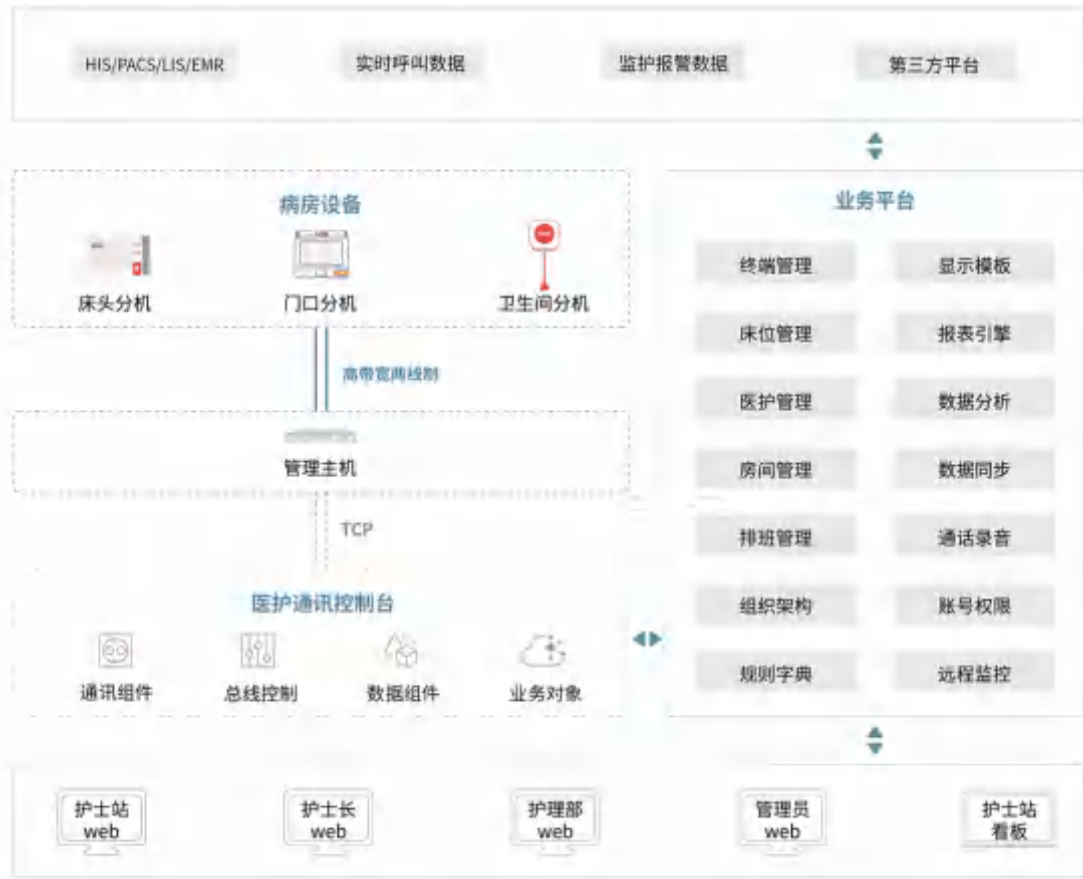 HIS/PACS/LIS/EMR
实时呼叫数据
监护报警数据
第三方平台
病房设备
床头分机
门口分机
卫生间分机
高带宽两线制
管理主机
TCP
医护通讯控制台
通讯组件
总线控制
数据组件
业务对象
业务平台
终端管理
显示模板
床位管理
报表引擎
医护管理
数据分析
房间管理
数据同步
排班管理
通话录音
组织架构
账号权限
规则字典
远程监控
护士站
web
护士长
web
护理部
web
管理员
web
护士站
看板